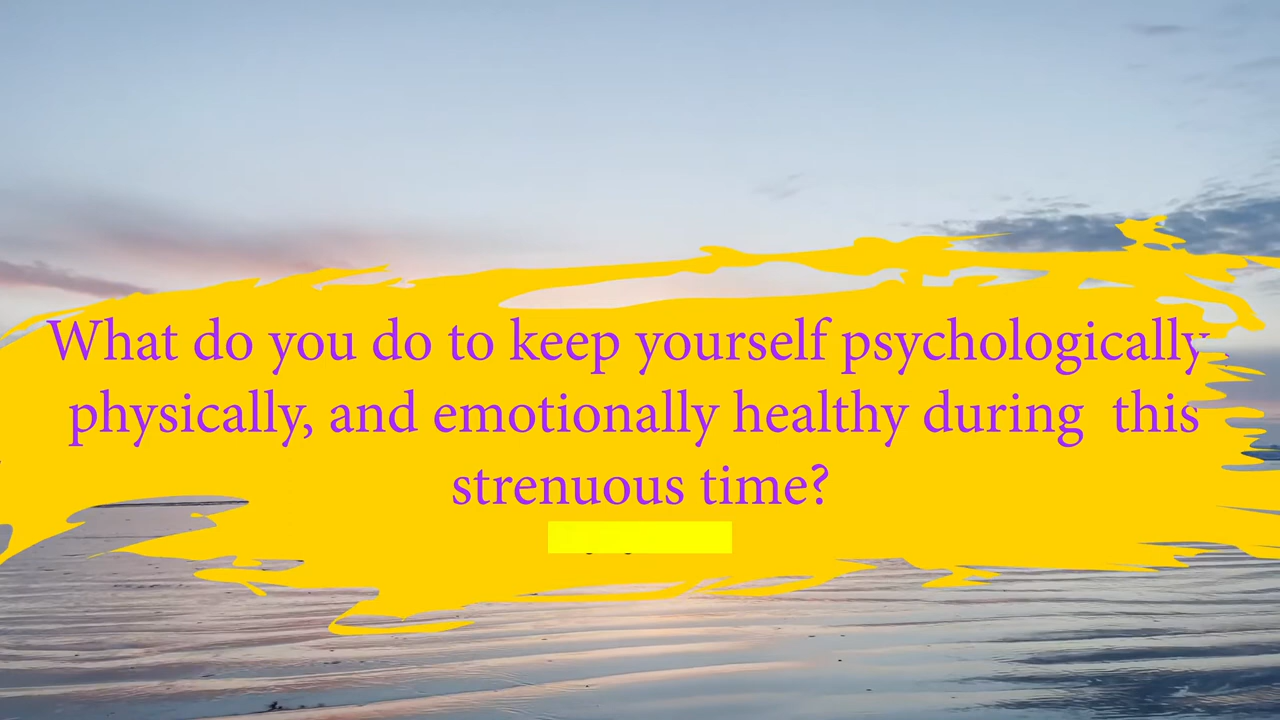 What do you do to keep yourself psychologically
physically, and emotionally healthy during this
strenuous time?